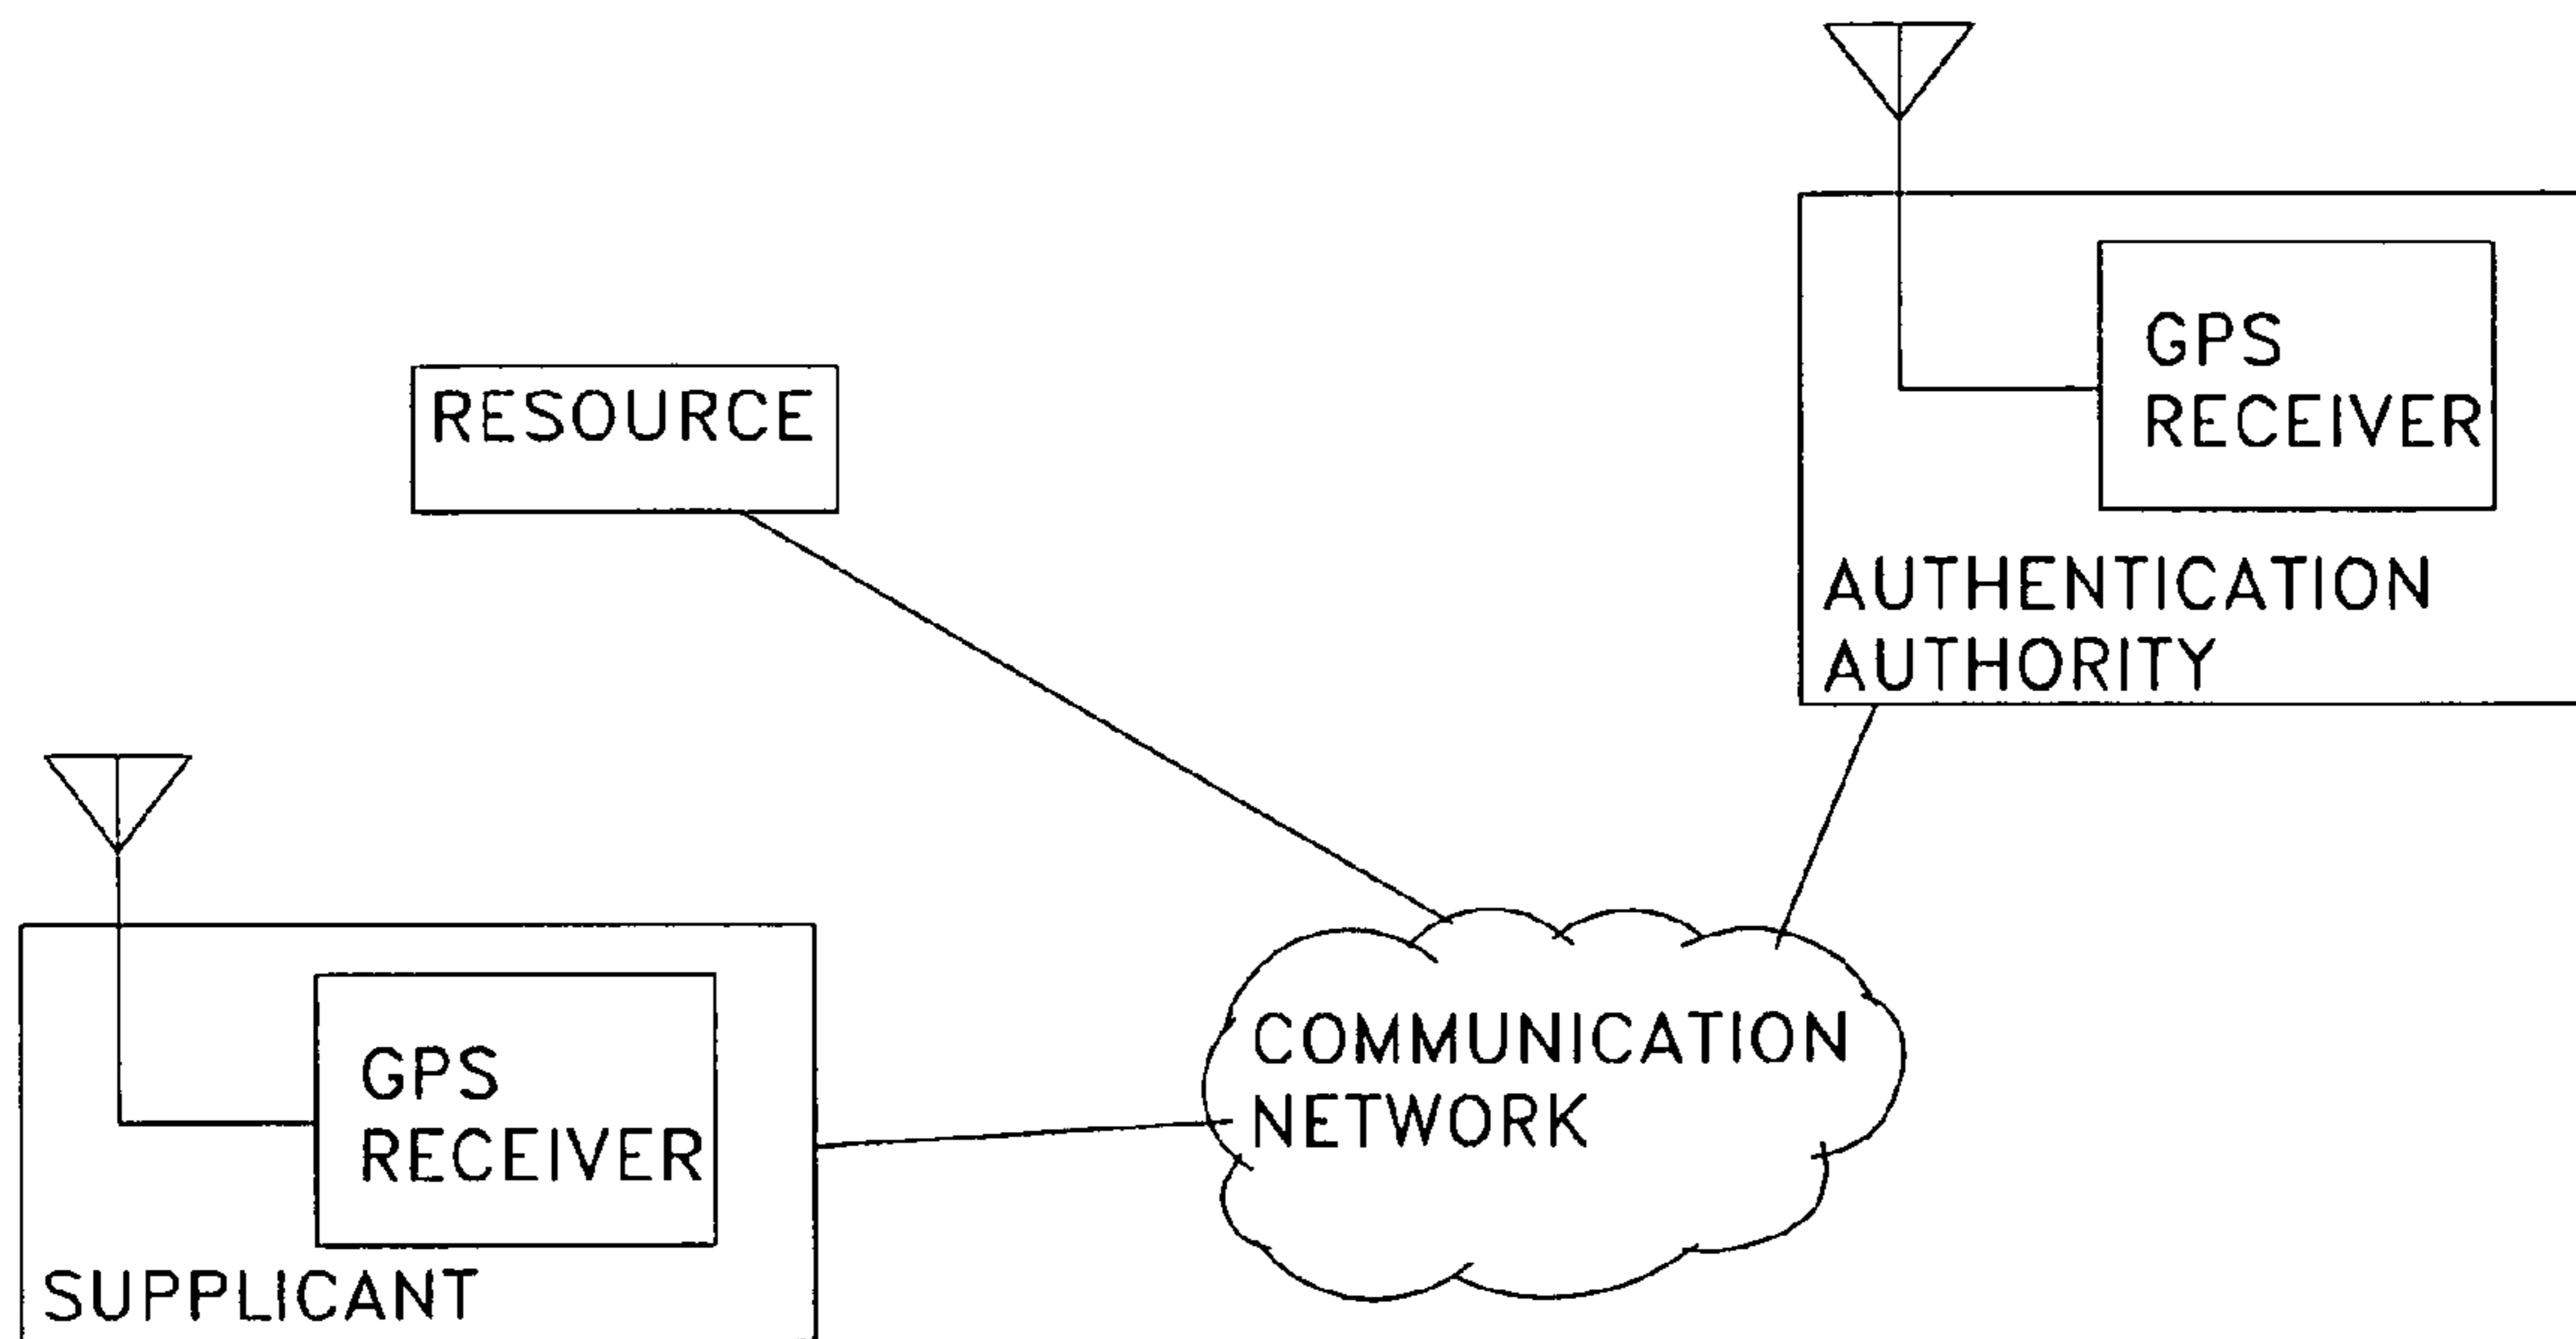 GPS
RECEIVER
RESOURCE
AUTHENTICATION
AUTHORITY
GPS
RECEIVER
SUPPLICANT
COMMUNICATION
NETWORK